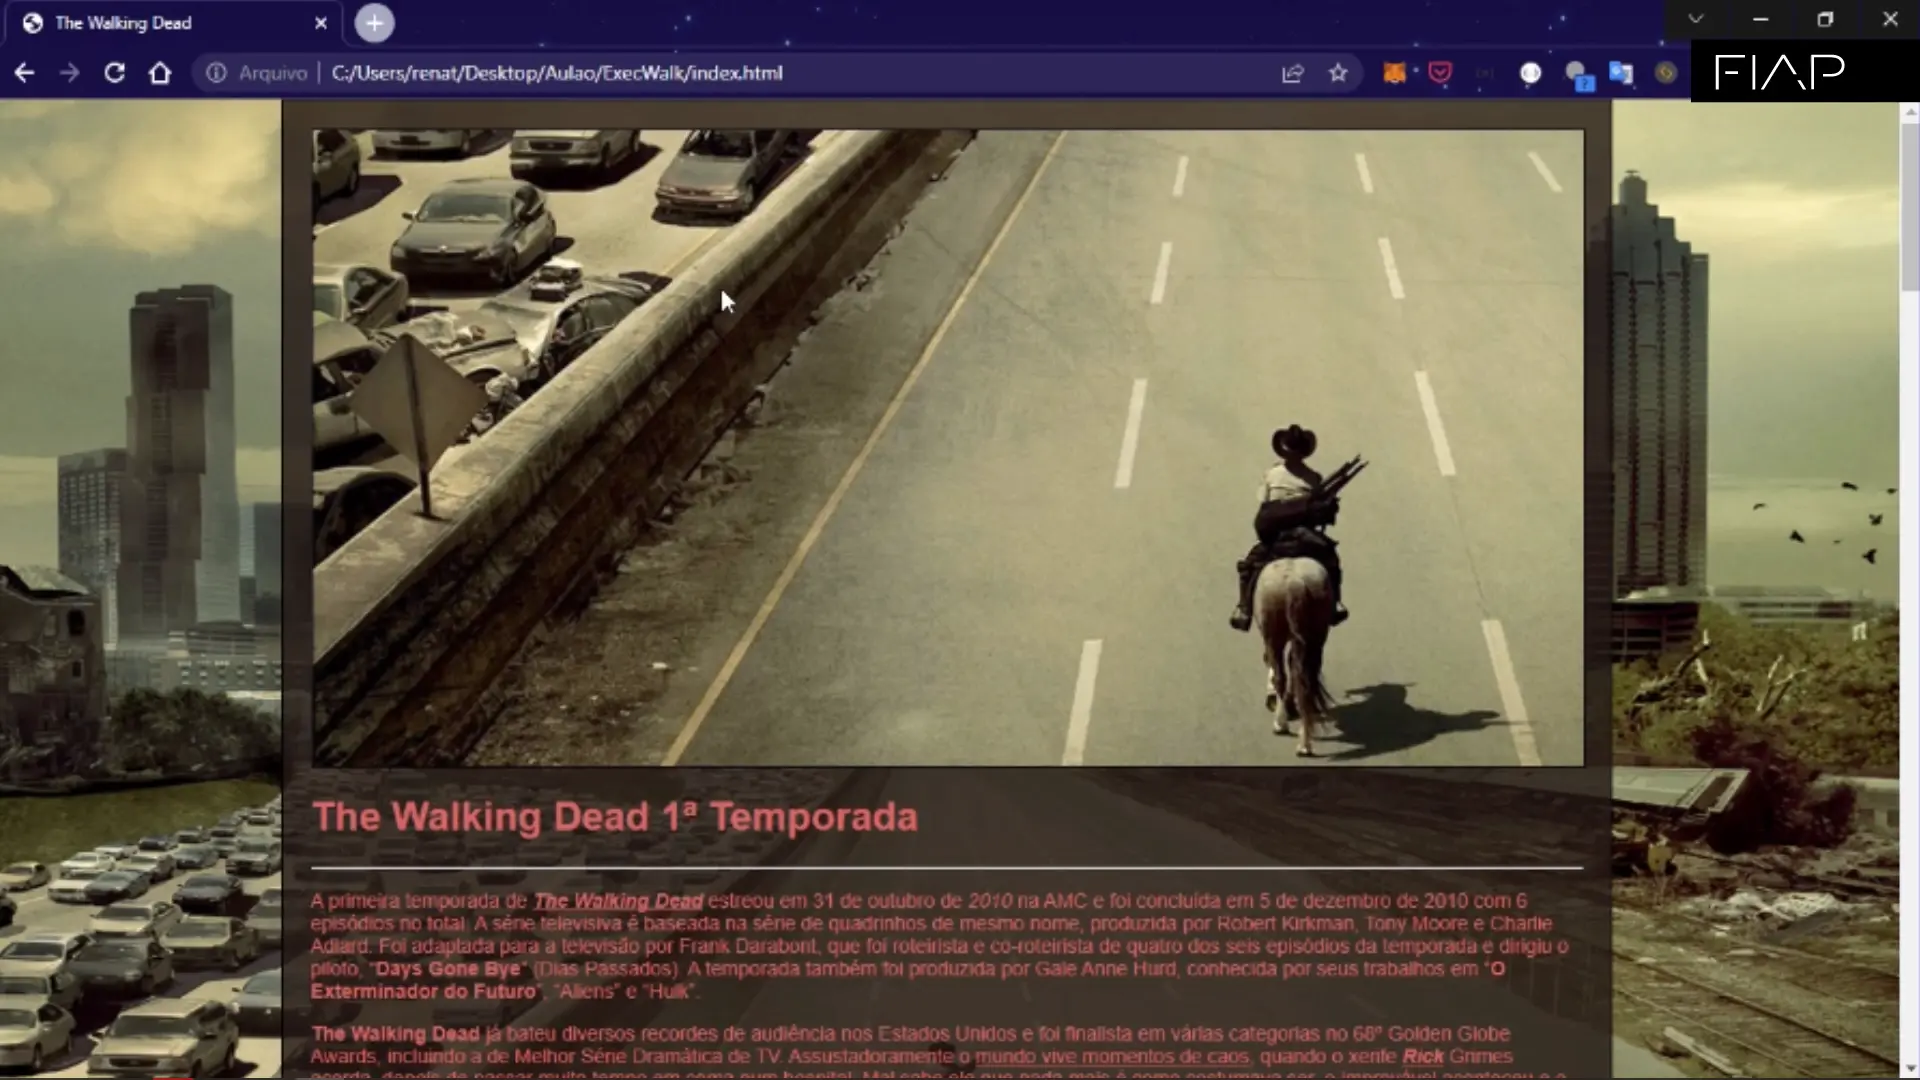 The Walking Dead
Arquivo | C:/Users/renat/Desktop/Aulao/ExecWalk/index.html
FIAP
The Walking Dead 1ª Temporada
A primeira temporada de The Walking Dead estreou em 31 de outubro de 2010 na AMC e foi concluída em 5 de dezembro de 2010 com 6
episódios no total. A série televisiva é baseada na série de quadrinhos de mesmo nome, produzida por Robert Kirkman, Tony Moore e Charlie
Adlard. Foi adaptada para a televisão por Frank Darabont, que foi roteirista e co-roteirista de quatro dos seis episódios da temporada e dirigiu o
piloto, "Days Gone Bye" (Dias Passados). A temporada também foi produzida por Gale Anne Hurd, conhecida por seus trabalhos em "O
Exterminador do Futuro", "Aliens" e "Hulk".
The Walking Dead já bateu diversos recordes de audiência nos Estados Unidos e foi finalista em várias categorias no 68º Golden Globe
Awards, incluindo a de Melhor Série Dramática de TV. Assustadoramente o mundo vive momentos de caos, quando o xerife Rick Grimes